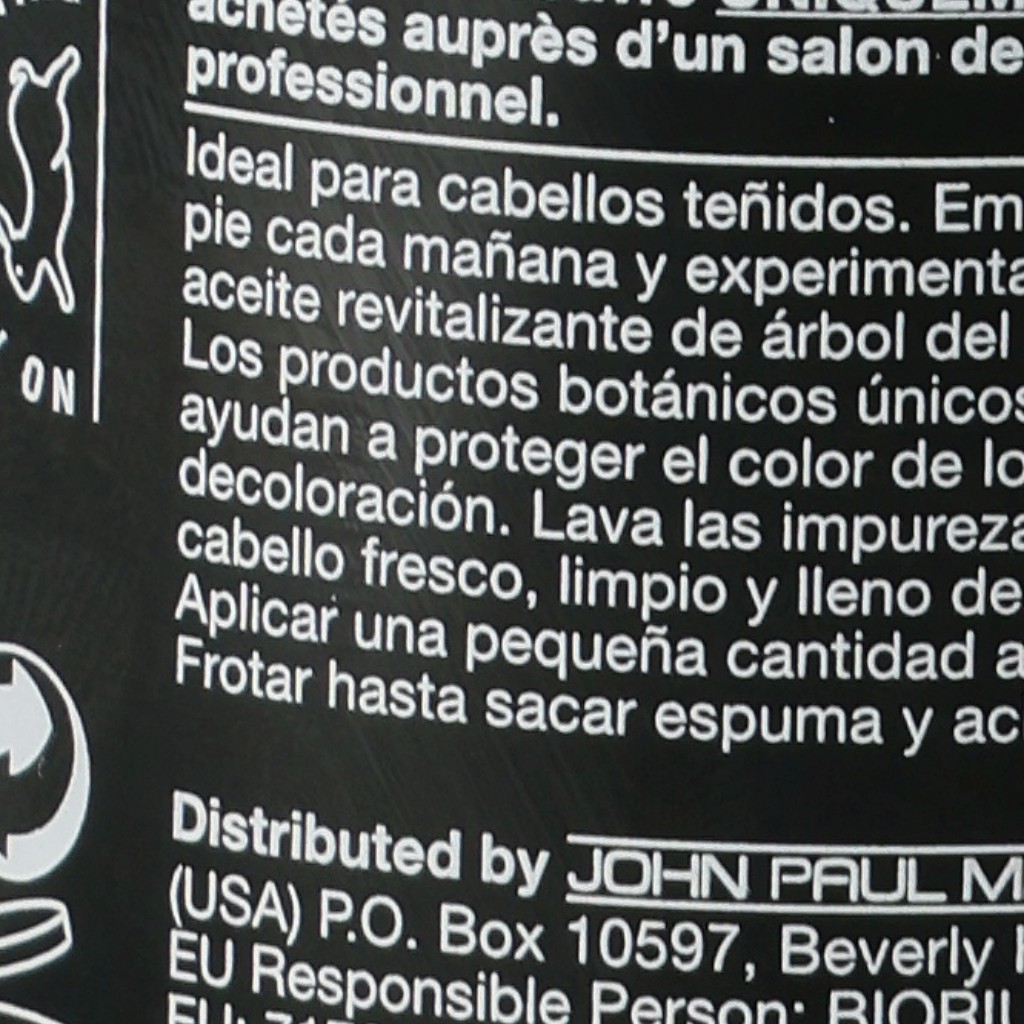 achetés auprès d'un salon de
professionnel.
Ideal para cabellos teñidos. Em
pie cada mañana y experimenta
aceite revitalizante de árbol del
Los productos botánicos únicos
ayudan a proteger el color de lo
decoloración. Lava las impureza
cabello fresco, limpio y lleno de
Aplicar una pequeña cantidad a
Frotar hasta sacar espuma y ac
ON
Distributed by JOHN PAUL M
(USA) P.O. Box 10597, Beverly
EU Responsible Person: BIORIU